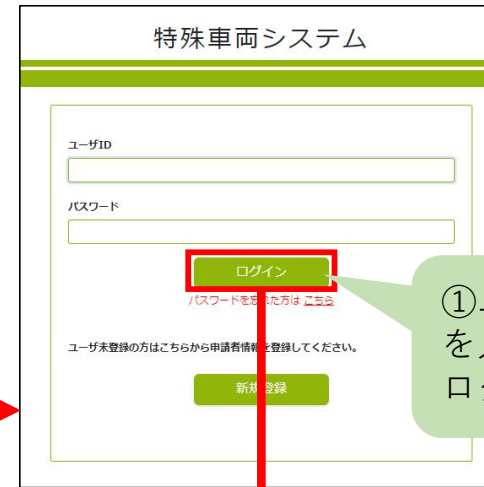 特殊車両システム
ユーザID
パスワード
ログイン
パスワードを忘れた方は こちら
①
を
ロ
ユーザ未登録の方はこちらから申請者情報を登録してください。
新規登録